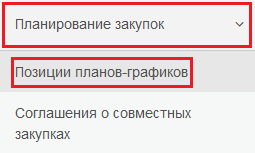 Планирование закупок
Позиции планов-графиков
Соглашения о совместных
закупках